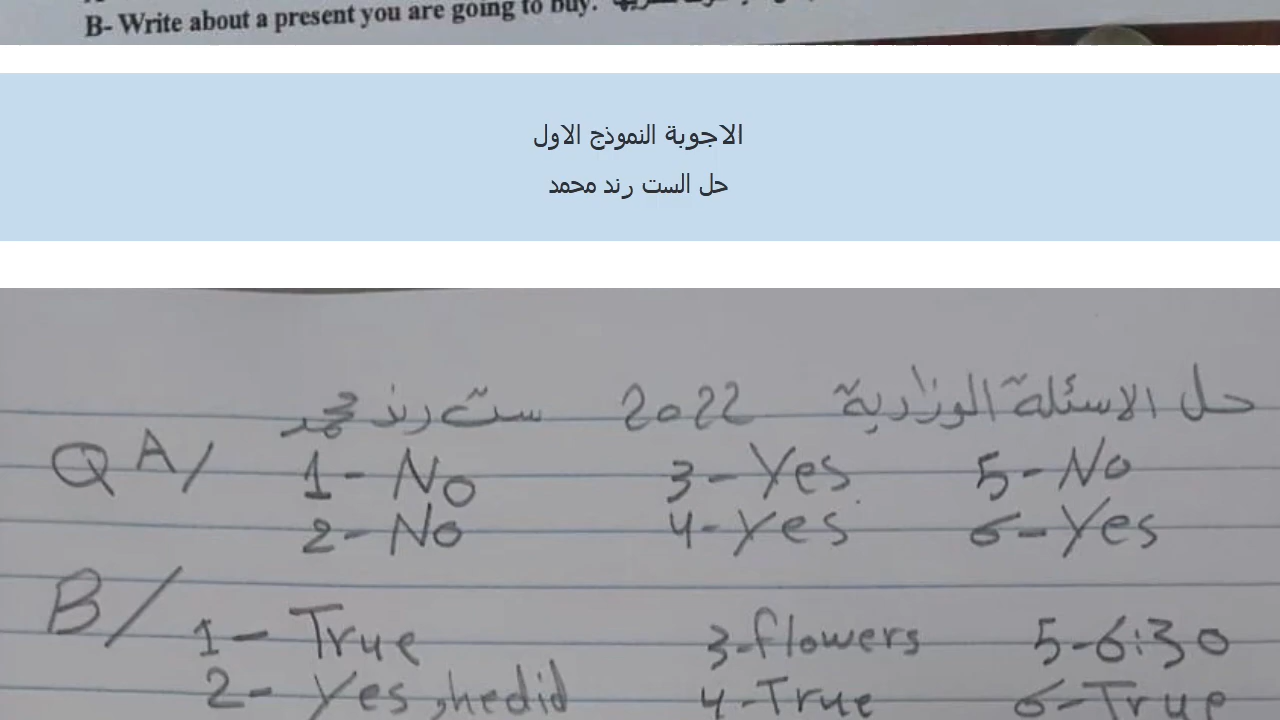 B- Write about a present you are going to buy.
الاجوبة النموذج الاول
حل الست رند محمد
حل الاسئلة الوزارية 2022 ست رند محمد
Q A/ 1- No 3- Yes 5- No
2- No 4- Yes 6- Yes
B/ 1- True 3- flowers 5- 6:30
2- Yes, he did 4- True 6- True